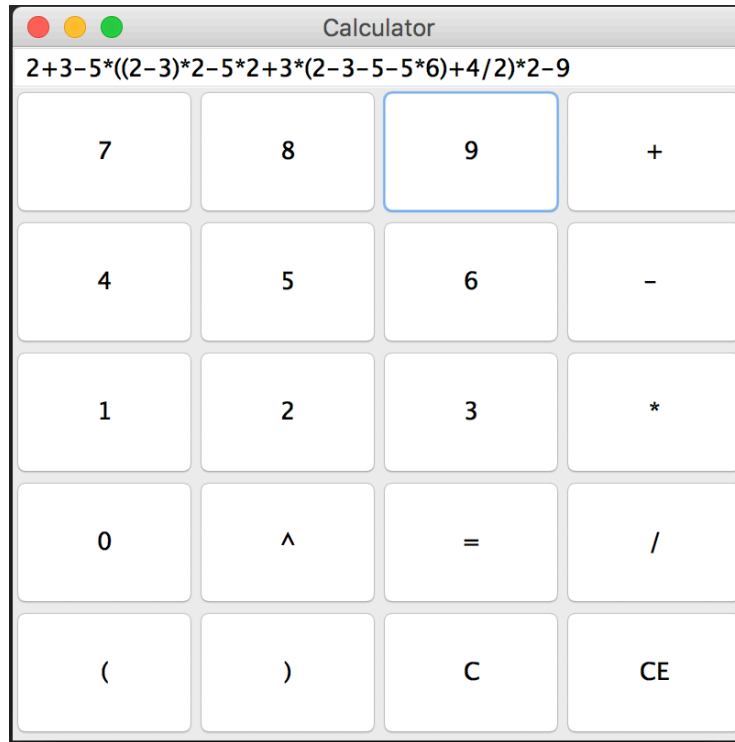 Calculator
2+3-5*((2-3)*2-5*2+3*(2-3-5-5*6)+4/2)*2-9
7 8 9 +
4 5 6 -
1 2 3 *
0 ^ = /
( ) C CE